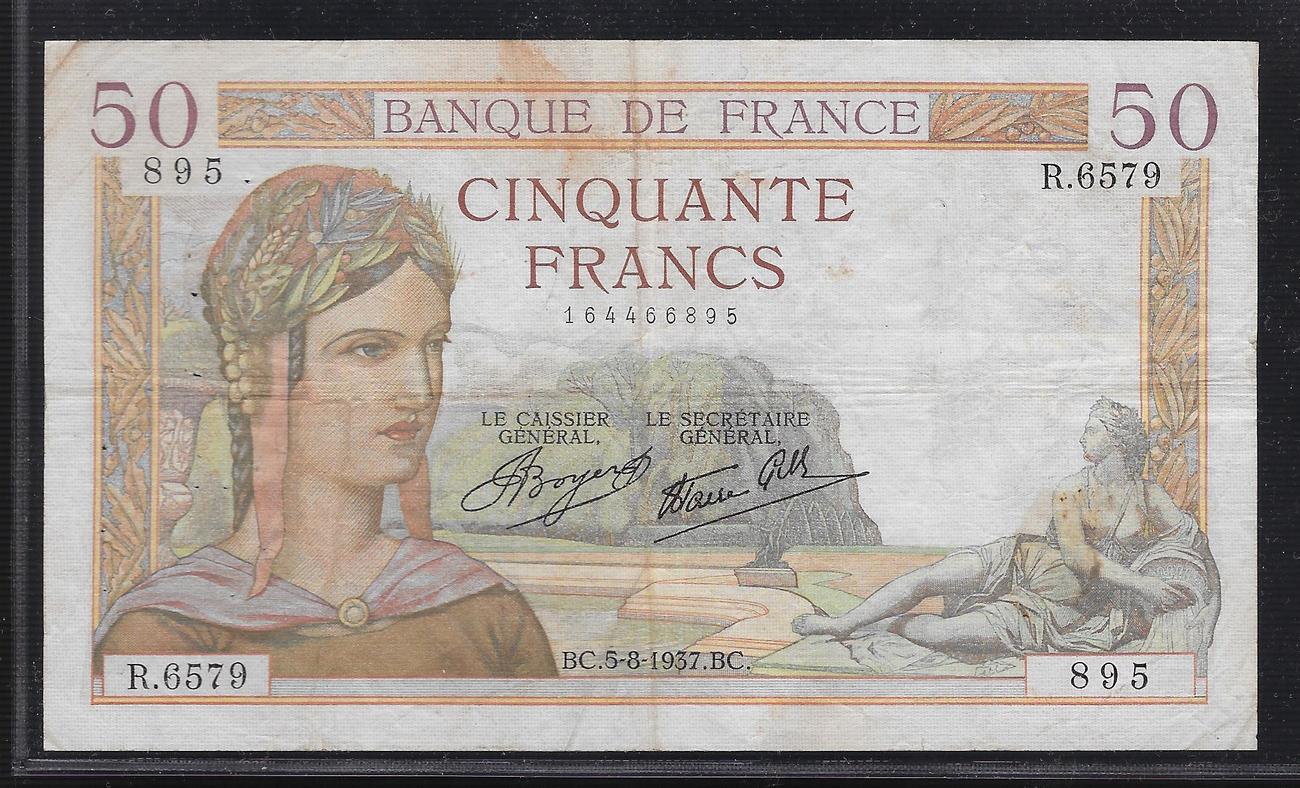 50 BANQUE DE FRANCE 50
895 . R.6579
CINQUANTE
FRANCS
164466895
LE CAISSIER GÉNÉRAL,
LE SECRÉTAIRE GÉNÉRAL,
Boyer
BC.5-8-1937.BC.
R.6579 895